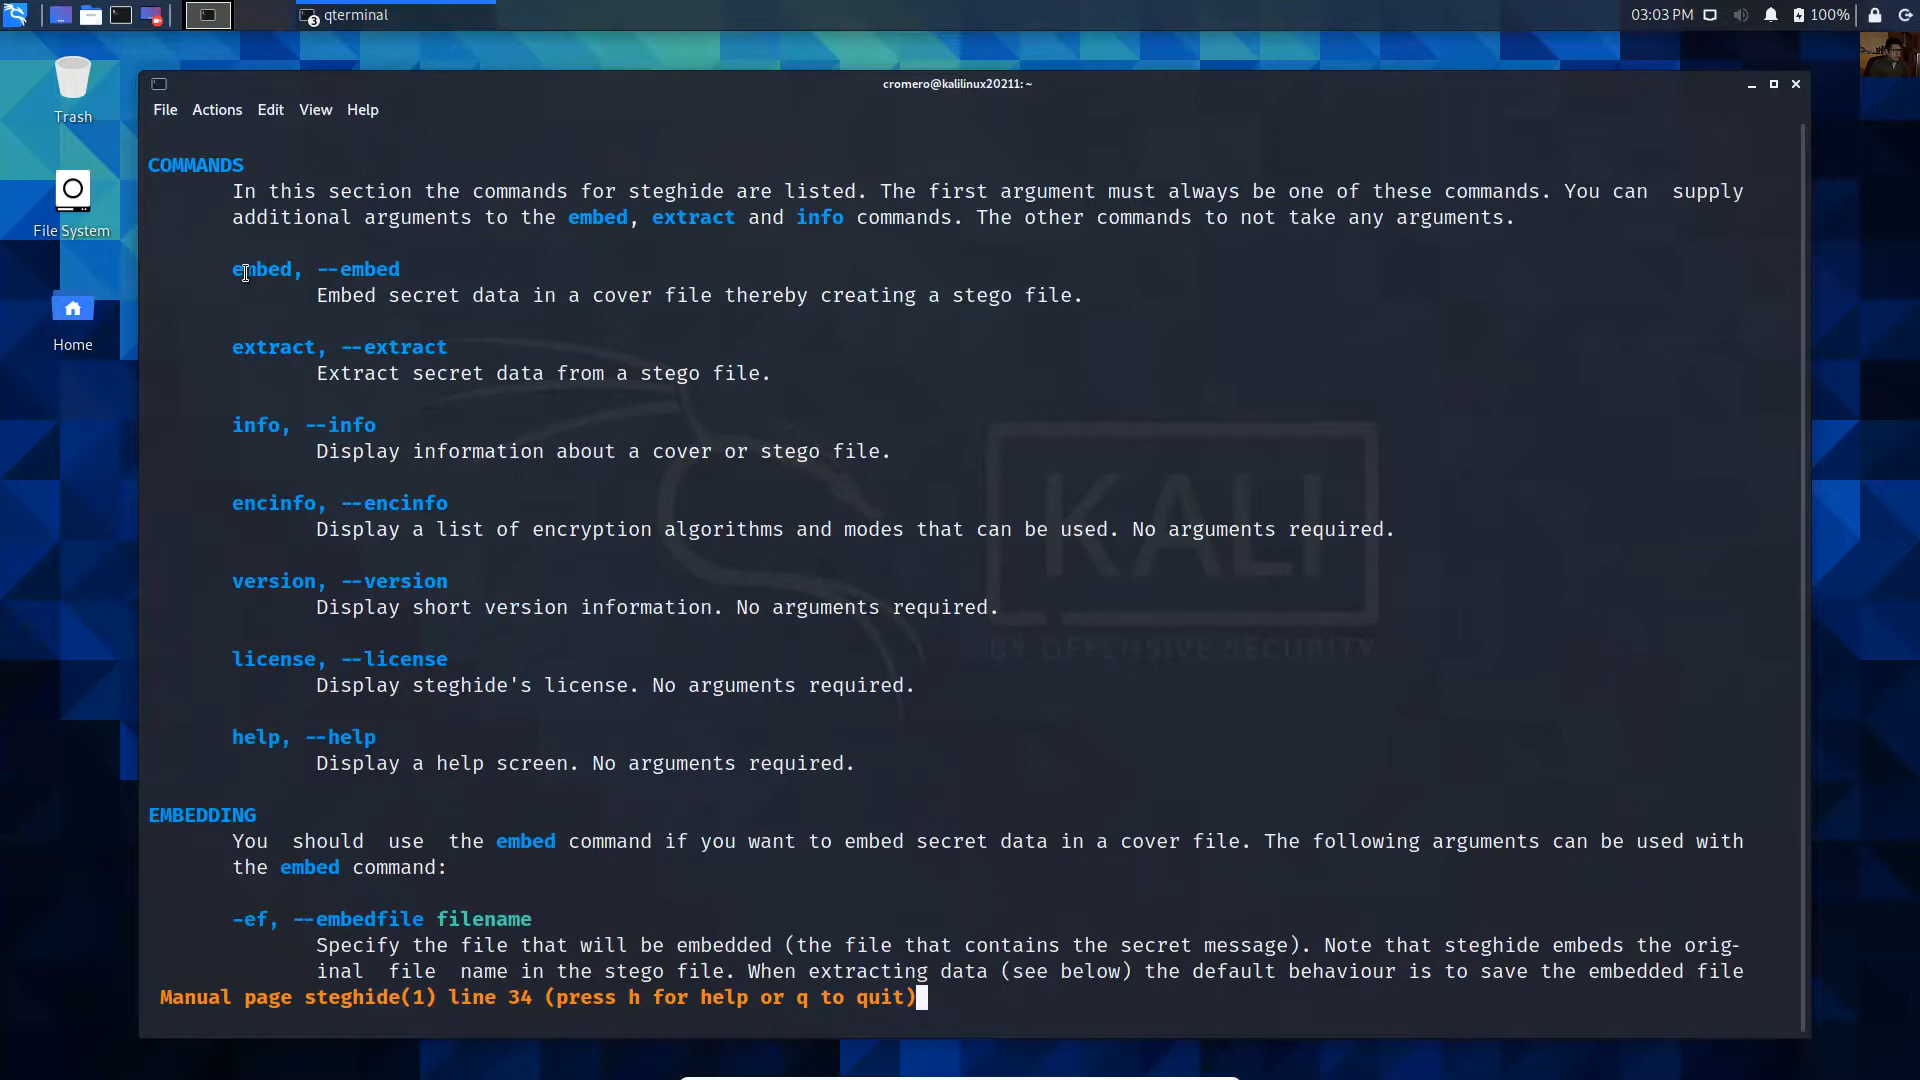 qterminal
3
03:03 PM
100%
Trash
File System
Home
cromero@kalilinux20211: ~
File Actions Edit View Help
COMMANDS
In this section the commands for steghide are listed. The first argument must always be one of these commands. You can supply
additional arguments to the embed, extract and info commands. The other commands to not take any arguments.
embed, --embed
Embed secret data in a cover file thereby creating a stego file.
extract, --extract
Extract secret data from a stego file.
info, --info
Display information about a cover or stego file.
encinfo, --encinfo
Display a list of encryption algorithms and modes that can be used. No arguments required.
version, --version
Display short version information. No arguments required.
license, --license
Display steghide's license. No arguments required.
help, --help
Display a help screen. No arguments required.
EMBEDDING
You should use the embed command if you want to embed secret data in a cover file. The following arguments can be used with
the embed command:
-ef, --embedfile filename
Specify the file that will be embedded (the file that contains the secret message). Note that steghide embeds the orig-
inal file name in the stego file. When extracting data (see below) the default behaviour is to save the embedded file
Manual page steghide(1) line 34 (press h for help or q to quit)
KALI
BY OFFENSIVE SECURITY